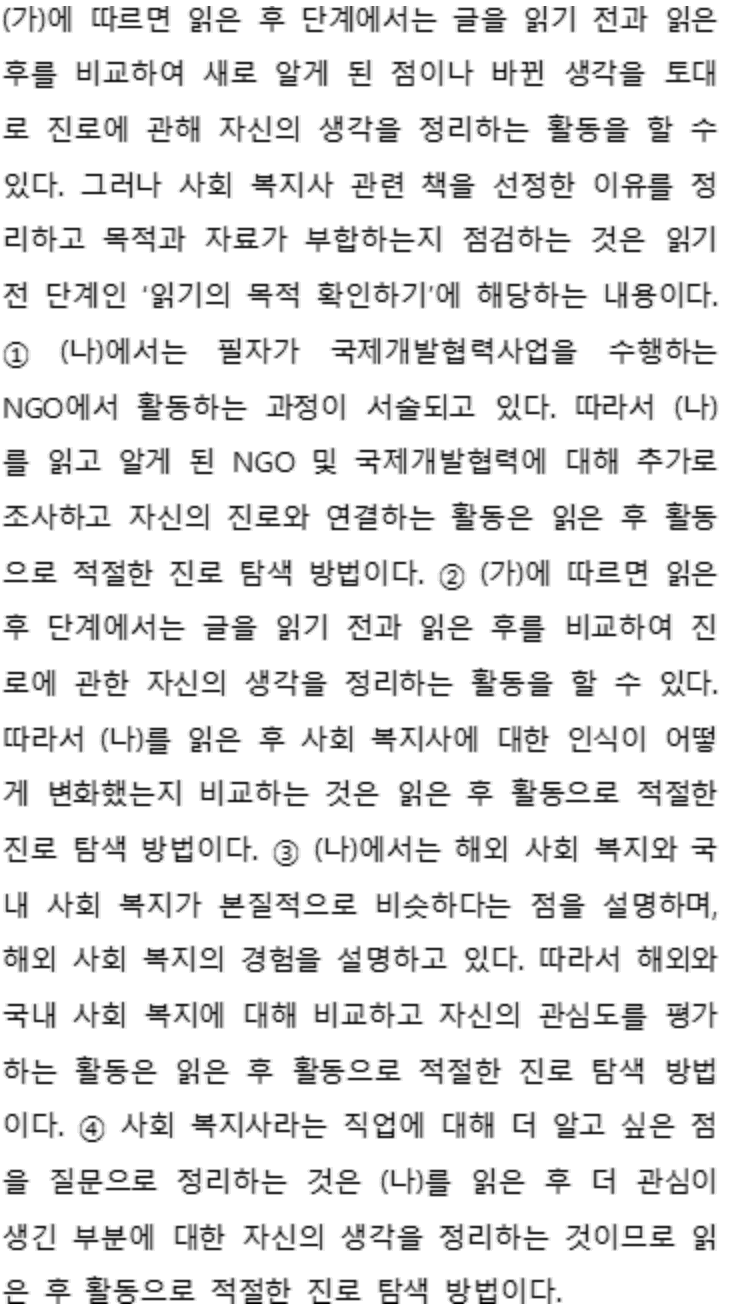 (가)에 따르면 읽은 후 단계에서는 글을 읽기 전과 읽은
후를 비교하여 새로 알게 된 점이나 바뀐 생각을 토대
로 진로에 관해 자신의 생각을 정리하는 활동을 할 수
있다. 그러나 사회 복지사 관련 책을 선정한 이유를 정
리하고 목적과 자료가 부합하는지 점검하는 것은 읽기
전 단계인 ‘읽기의 목적 확인하기’에 해당하는 내용이다.
① (나)에서는 필자가 국제개발협력사업을 수행하는
NGO에서 활동하는 과정이 서술되고 있다. 따라서 (나)
를 읽고 알게 된 NGO 및 국제개발협력에 대해 추가로
조사하고 자신의 진로와 연결하는 활동은 읽은 후 활동
으로 적절한 진로 탐색 방법이다. ② (가)에 따르면 읽은
후 단계에서는 글을 읽기 전과 읽은 후를 비교하여 진
로에 관한 자신의 생각을 정리하는 활동을 할 수 있다.
따라서 (나)를 읽은 후 사회 복지사에 대한 인식이 어떻
게 변화했는지 비교하는 것은 읽은 후 활동으로 적절한
진로 탐색 방법이다. ③ (나)에서는 해외 사회 복지와 국
내 사회 복지가 본질적으로 비슷하다는 점을 설명하며,
해외 사회 복지의 경험을 설명하고 있다. 따라서 해외와
국내 사회 복지에 대해 비교하고 자신의 관심도를 평가
하는 활동은 읽은 후 활동으로 적절한 진로 탐색 방법
이다. ④ 사회 복지사라는 직업에 대해 더 알고 싶은 점
을 질문으로 정리하는 것은 (나)를 읽은 후 더 관심이
생긴 부분에 대한 자신의 생각을 정리하는 것이므로 읽
은 후 활동으로 적절한 진로 탐색 방법이다.